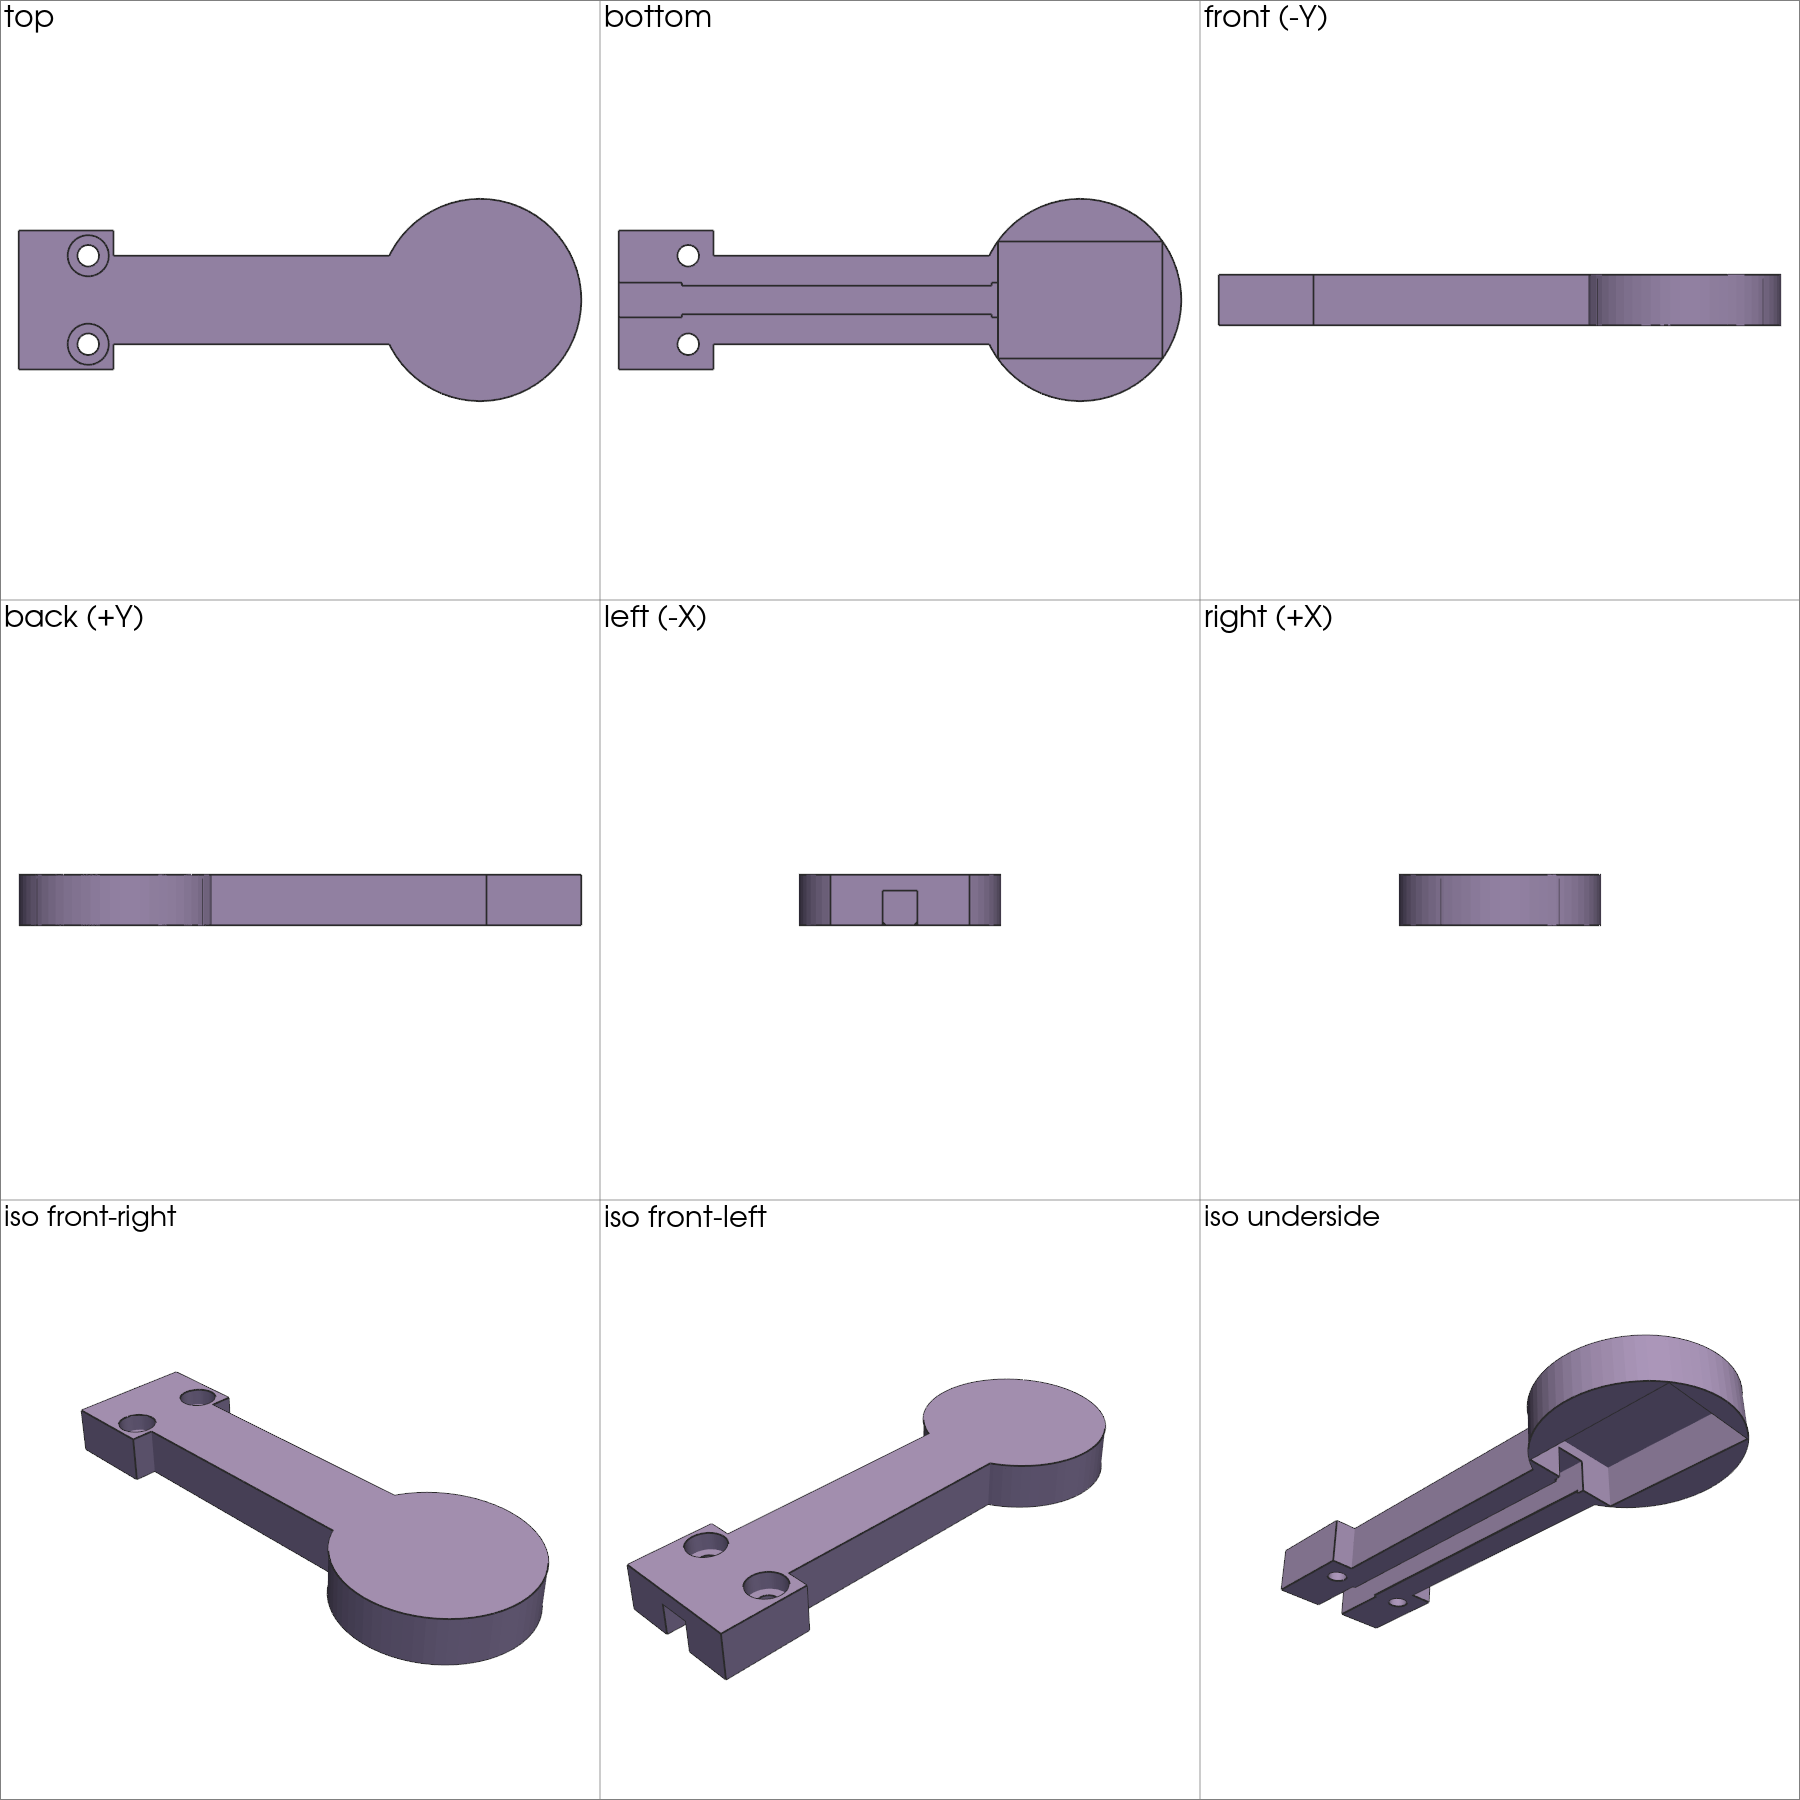 top
bottom
front (-Y)
back (+Y)
left (-X)
right (+X)
iso front-right
iso front-left
iso underside